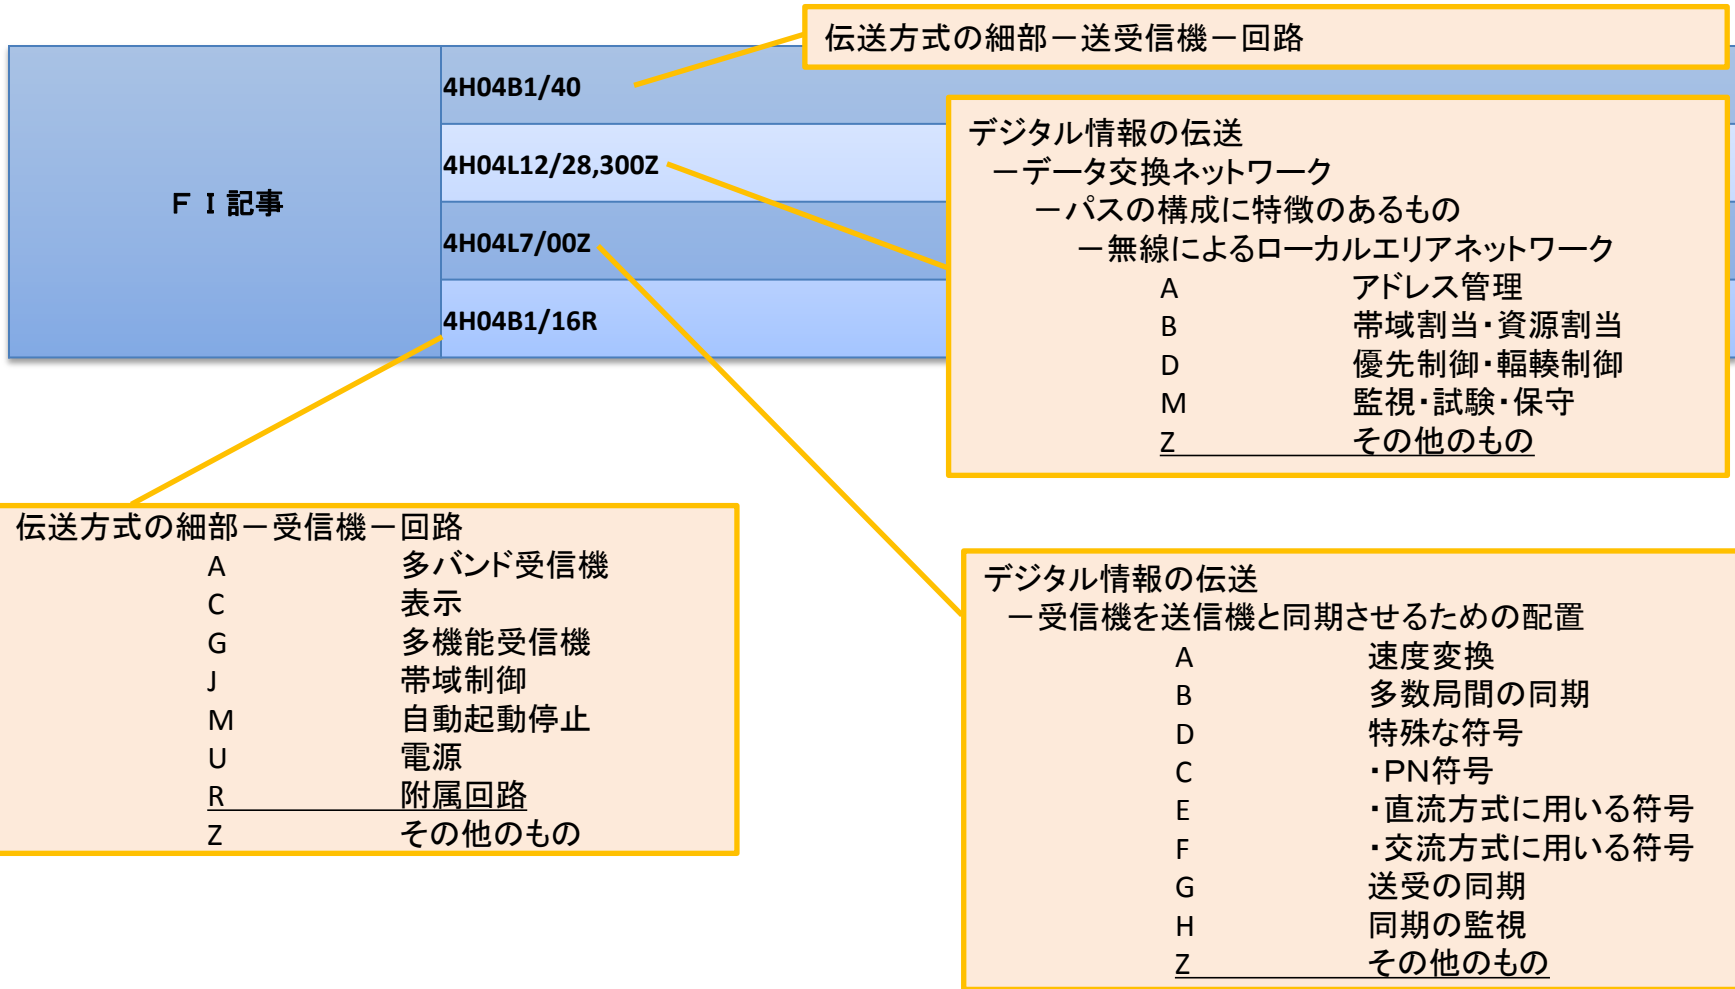 伝送方式の細部－送受信機－回路
ＦＩ記事
4H04B1/40
4H04L12/28,300Z
4H04L7/00Z
4H04B1/16R
デジタル情報の伝送
－データ交換ネットワーク
－パスの構成に特徴のあるもの
－無線によるローカルエリアネットワーク
A アドレス管理
B 帯域割当・資源割当
D 優先制御・輻輳制御
M 監視・試験・保守
Z その他のもの
伝送方式の細部－受信機－回路
A 多バンド受信機
C 表示
G 多機能受信機
J 帯域制御
M 自動起動停止
U 電源
R 附属回路
Z その他のもの
デジタル情報の伝送
－受信機を送信機と同期させるための配置
A 速度変換
B 多数局間の同期
D 特殊な符号
C ・PN符号
E ・直流方式に用いる符号
F ・交流方式に用いる符号
G 送受の同期
H 同期の監視
Z その他のもの